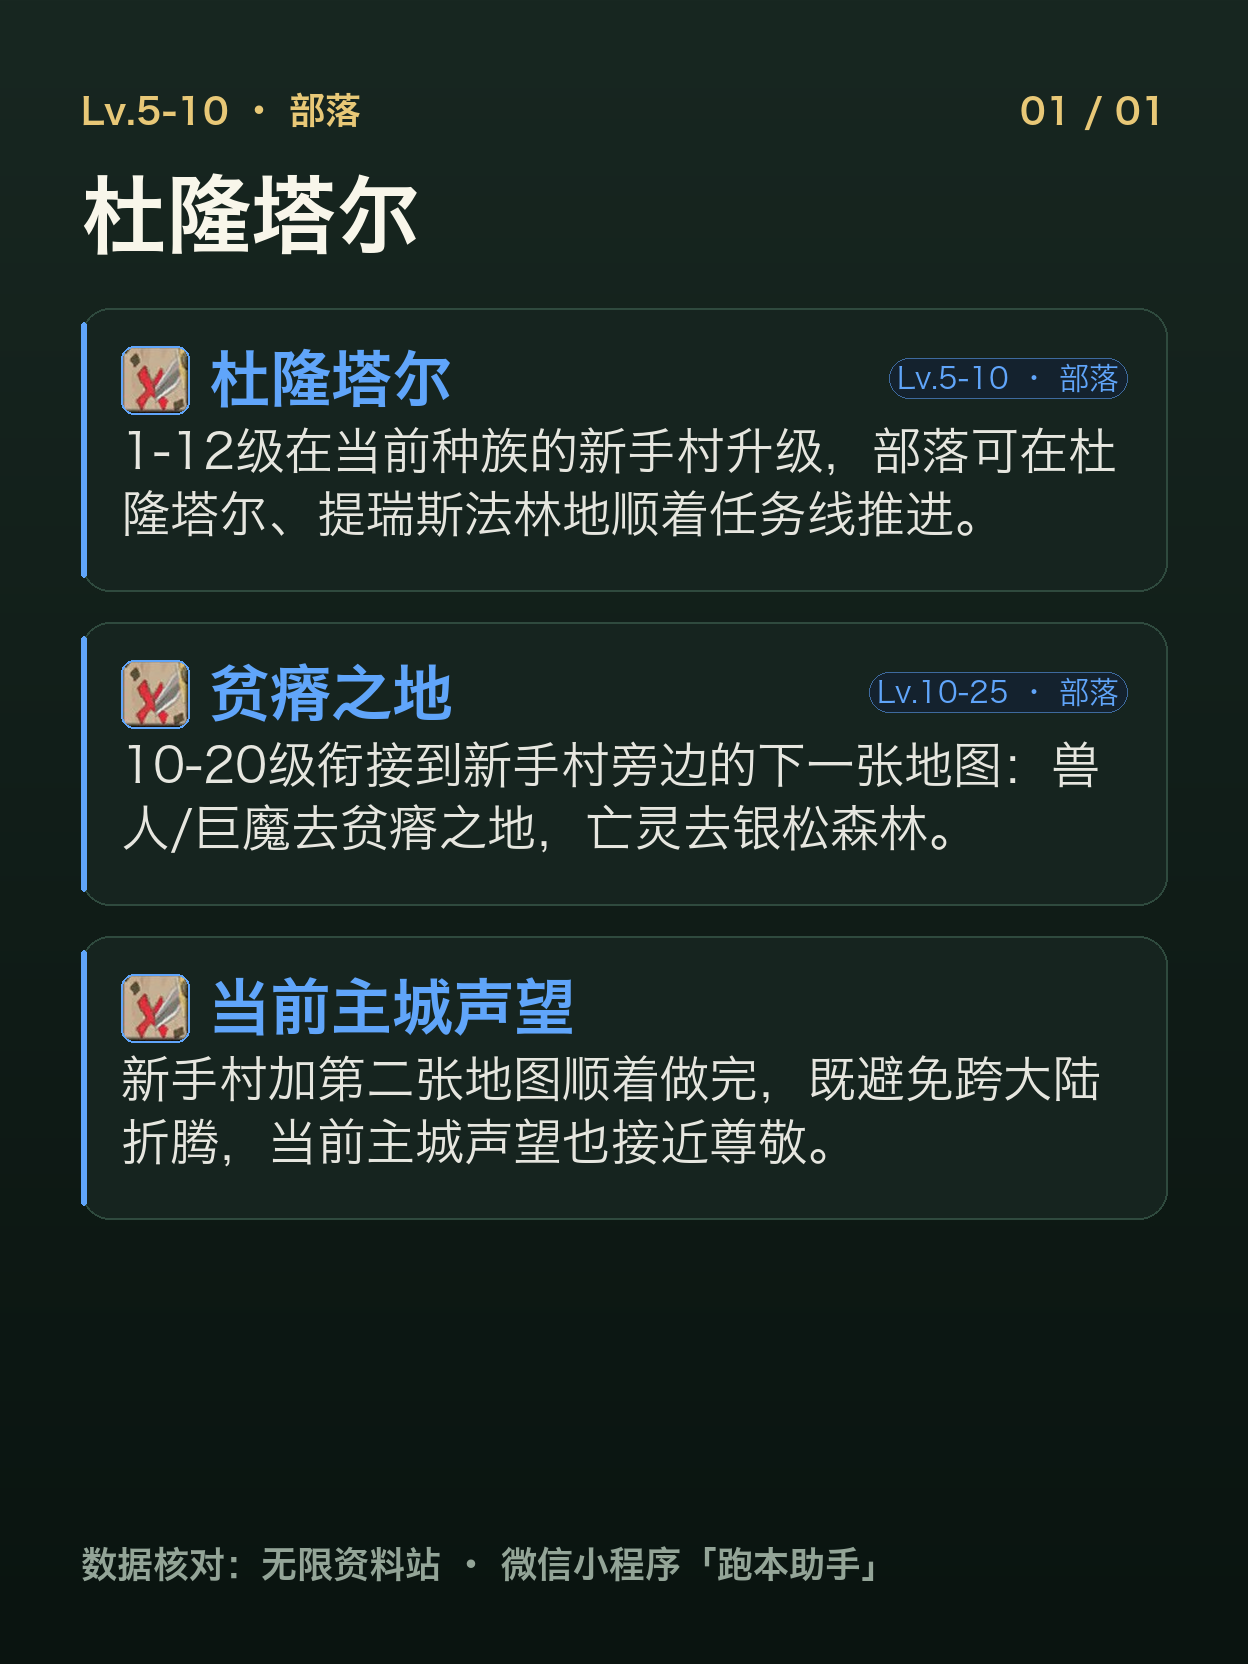 Lv.5-10 · 部落
01 / 01
杜隆塔尔
杜隆塔尔
Lv.5-10 · 部落
1-12级在当前种族的新手村升级，部落可在杜
隆塔尔、提瑞斯法林地顺着任务线推进。
贫瘠之地
Lv.10-25 · 部落
10-20级衔接到新手村旁边的下一张地图：兽
人/巨魔去贫瘠之地，亡灵去银松森林。
当前主城声望
新手村加第二张地图顺着做完，既避免跨大陆
折腾，当前主城声望也接近尊敬。
数据核对：无限资料站 · 微信小程序「跑本助手」